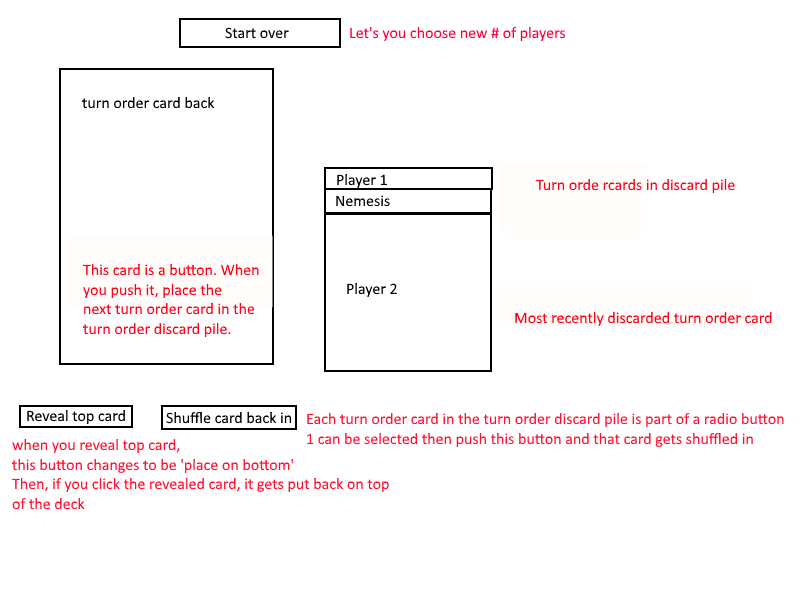 Start over
Let's you choose new # of players
turn order card back
Player 1
Turn orde rcards in discard pile
Nemesis
This card is a button. When
you push it, place the
next turn order card in the
turn order discard pile.
Player 2
Most recently discarded turn order card
Reveal top card
Shuffle card back in
Each turn order card in the turn order discard pile is part of a radio button
1 can be selected then push this button and that card gets shuffled in
when you reveal top card,
this button changes to be 'place on bottom'
Then, if you click the revealed card, it gets put back on top
of the deck